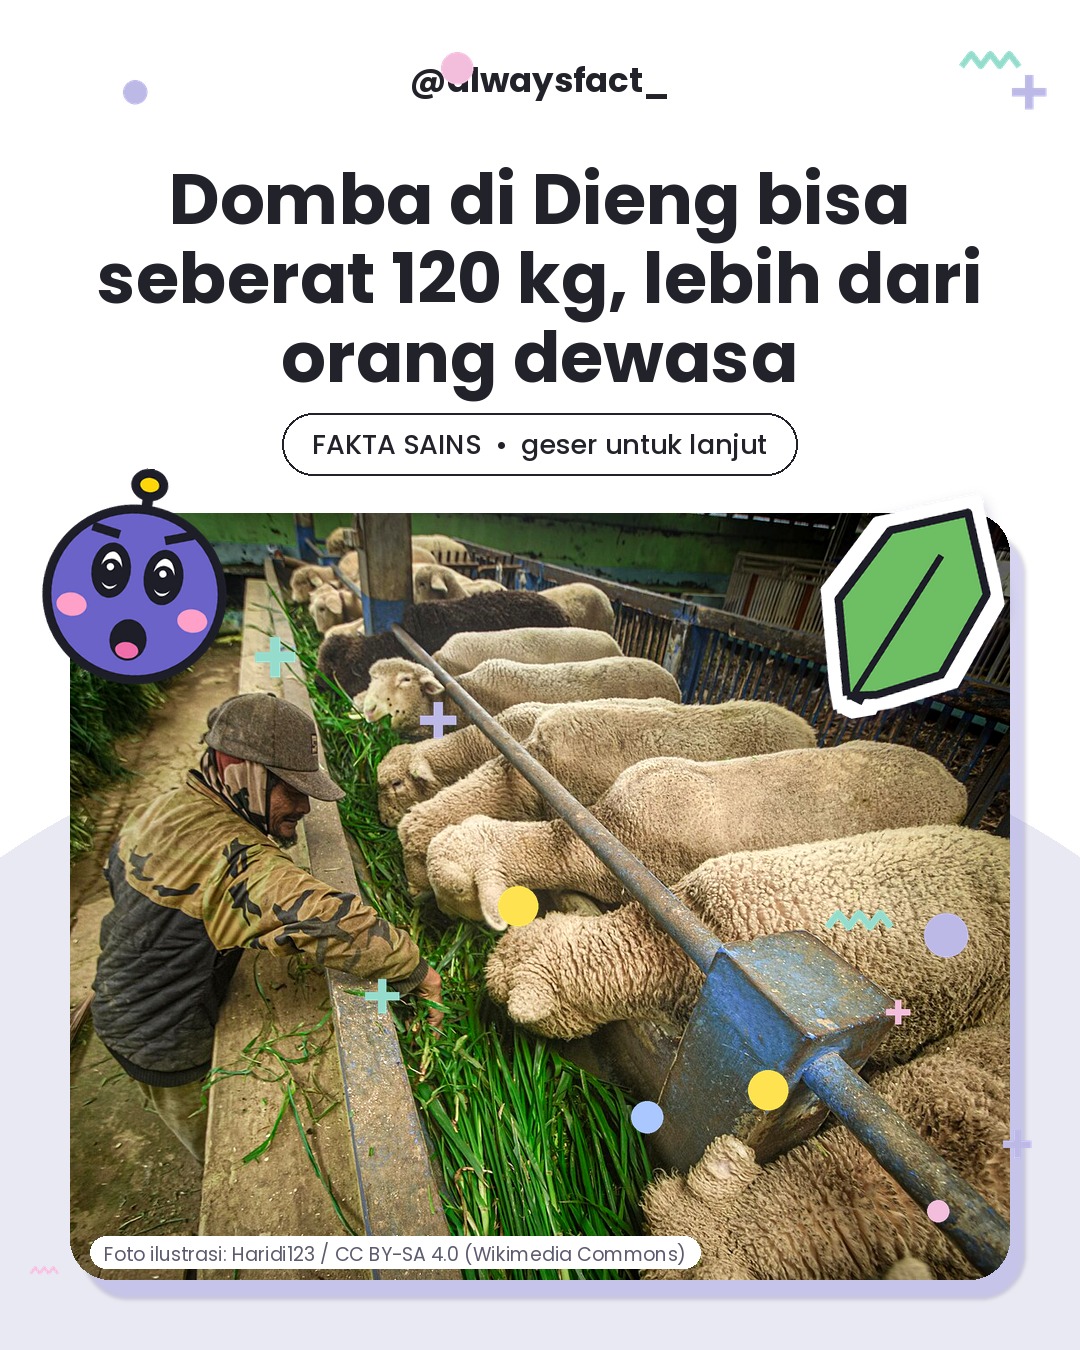 @alwaysfact_
Domba di Dieng bisa
seberat 120 kg, lebih dari
orang dewasa
FAKTA SAINS • geser untuk lanjut
Foto ilustrasi: Haridi123 / CC BY-SA 4.0 (Wikimedia Commons)